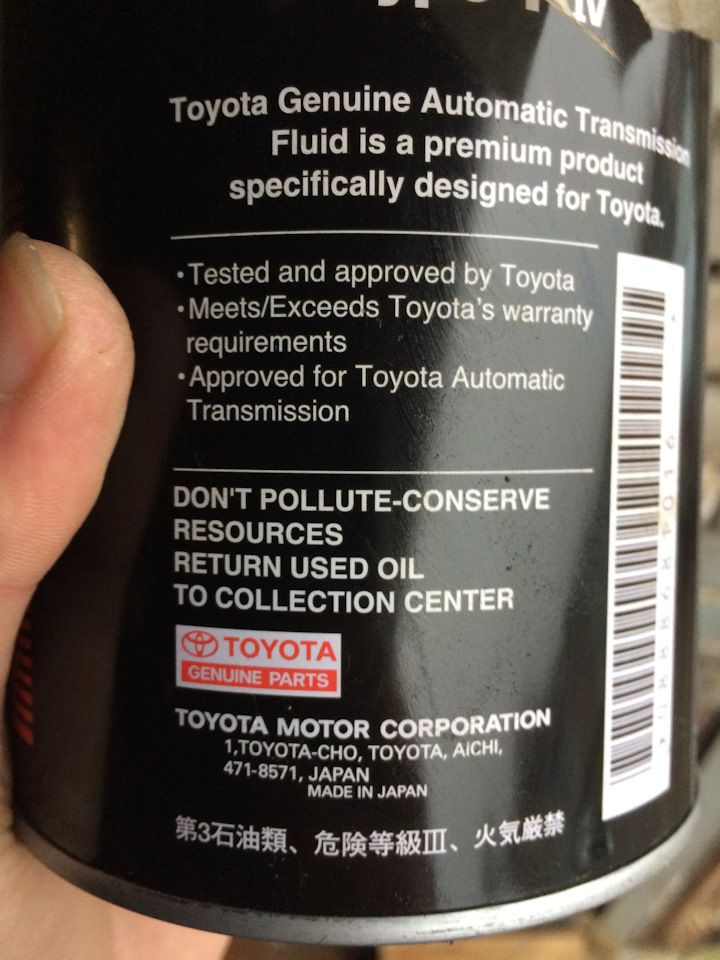 IV
Toyota Genuine Automatic Transmission
Fluid is a premium product
specifically designed for Toyota.
•Tested and approved by Toyota
•Meets/Exceeds Toyota's warranty
requirements
•Approved for Toyota Automatic
Transmission
DON'T POLLUTE-CONSERVE
RESOURCES
RETURN USED OIL
TO COLLECTION CENTER
TOYOTA
GENUINE PARTS
TOYOTA MOTOR CORPORATION
1,TOYOTA-CHO, TOYOTA, AICHI,
471-8571, JAPAN
MADE IN JAPAN
第3石油類、危険等級III、火気厳禁